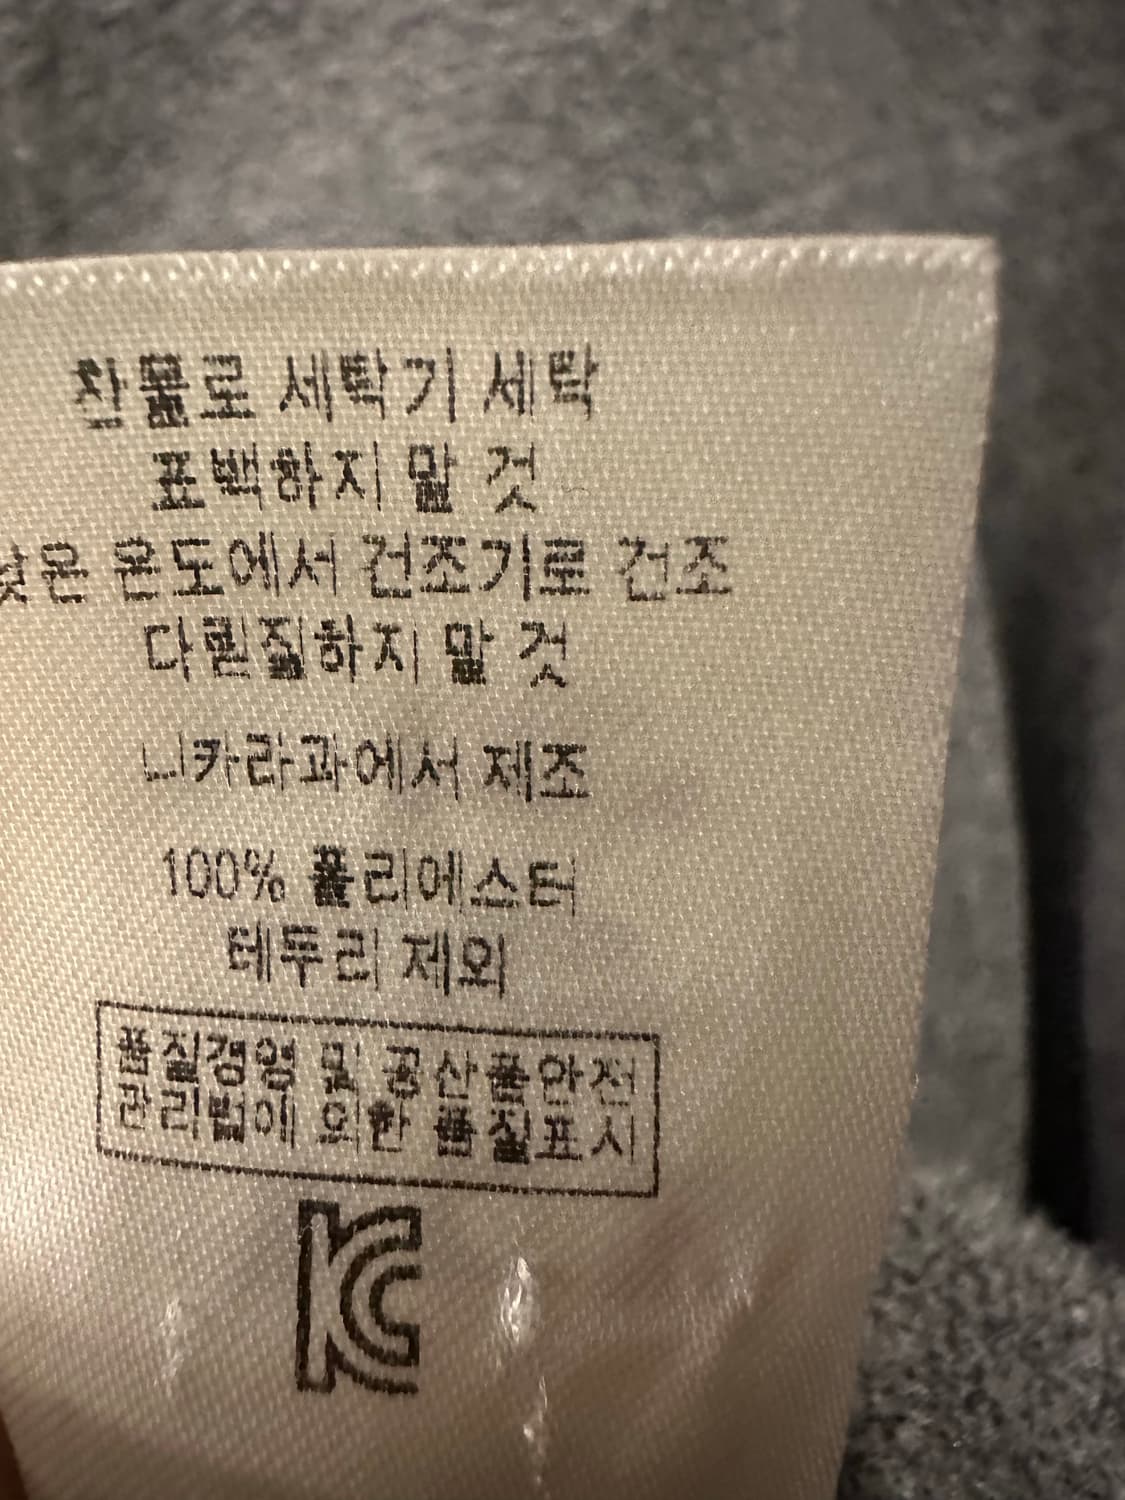 찬물로 세탁기 세탁
표백하지 말 것
낮은 온도에서 건조기로 건조
다림질하지 말 것
니카라과에서 제조
100% 폴리에스터
테두리 제외
품질경영 및 공산품안전
관리법에 의한 품질표시
KC